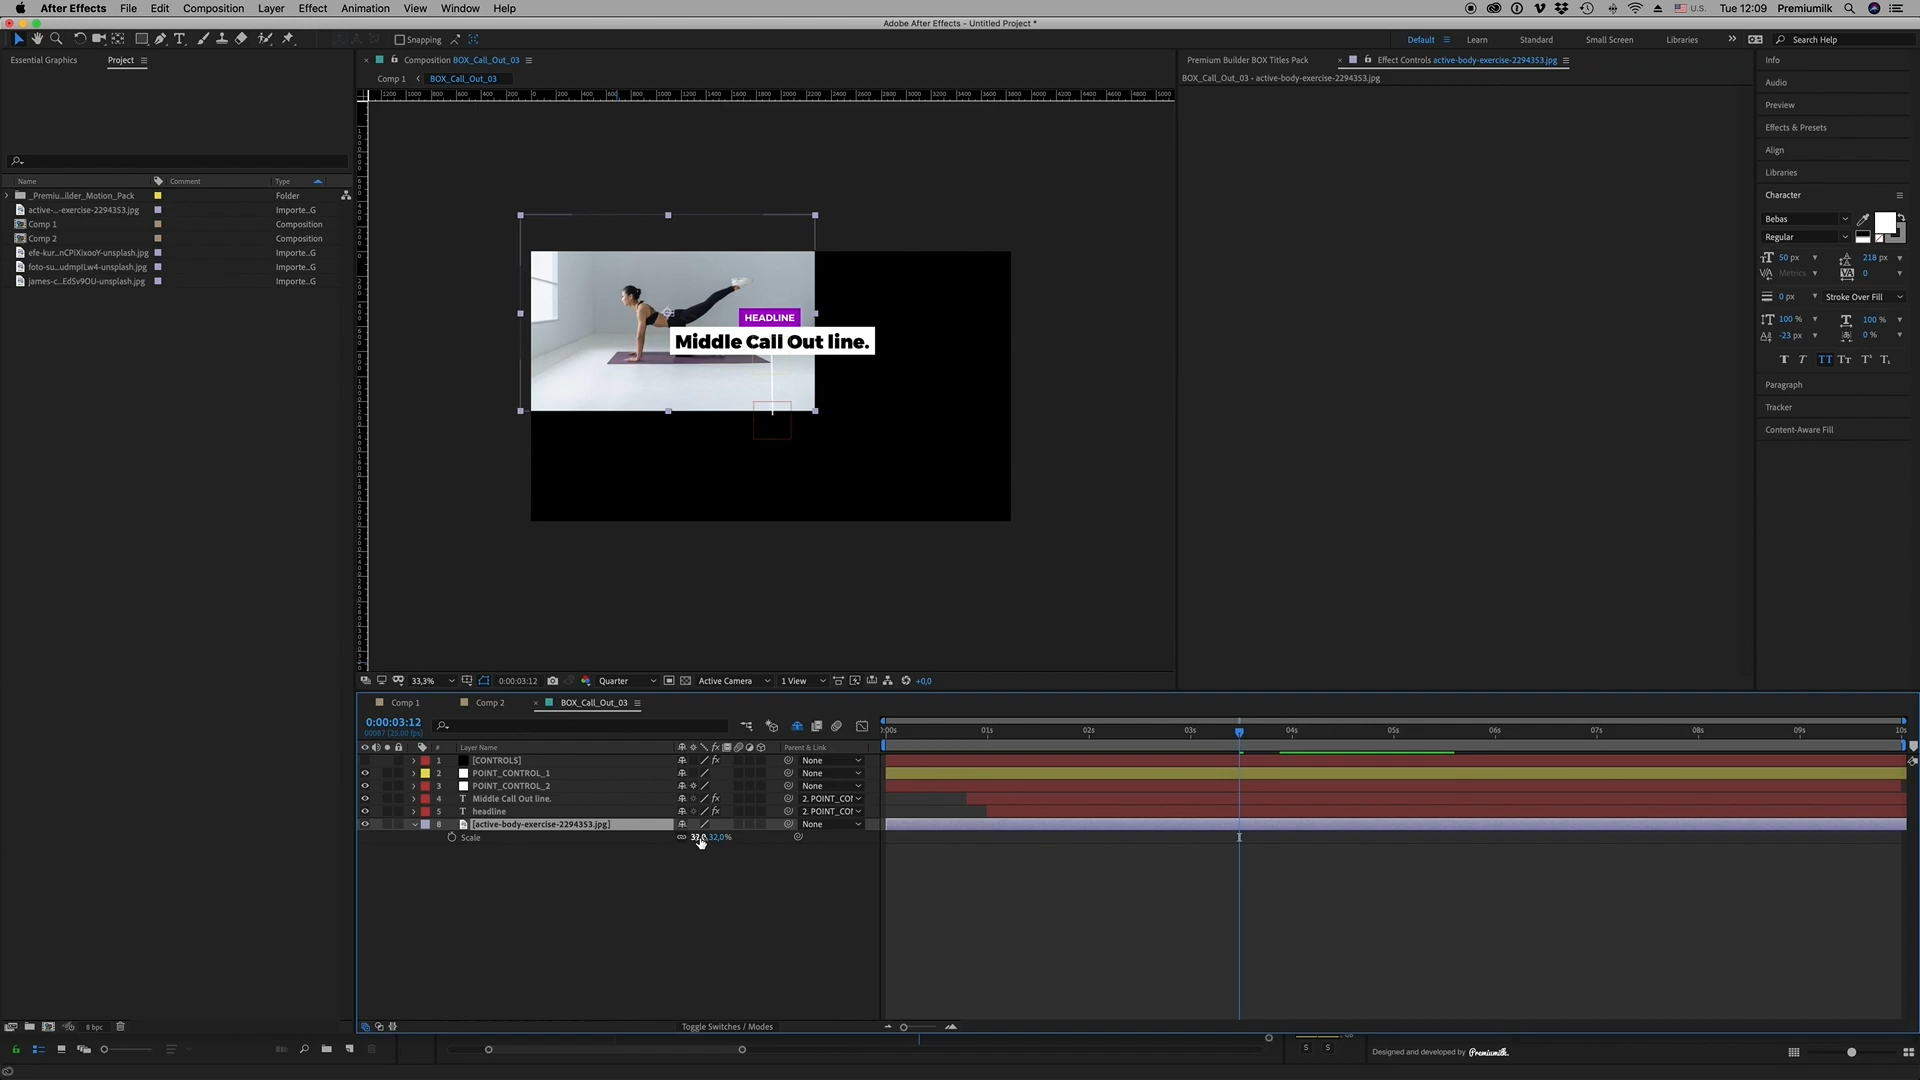 After Effects File Edit Composition Layer Effect Animation View Window Help U.S. Tue 12:09 Premiumilk
Adobe After Effects - Untitled Project *
Snapping Default Learn Standard Small Screen Libraries Search Help
Essential Graphics Project
Composition BOX_Call_Out_03
Premium Builder BOX Titles Pack
Effect Controls active-body-exercise-2294353.jpg
Comp 1 BOX_Call_Out_03
BOX_Call_Out_03 • active-body-exercise-2294353.jpg
Name Comment Type
_Premiu...ilder_Motion_Pack Folder
active-...-exercise-2294353.jpg Importe...G
Comp 1 Composition
Comp 2 Composition
efe-kur...nCPiXixooY-unsplash.jpg Importe...G
foto-su...udmpILw4-unsplash.jpg Importe...G
james-c...EdSv9OU-unsplash.jpg Importe...G
HEADLINE
Middle Call Out line.
Info
Audio
Preview
Effects & Presets
Align
Libraries
Character
Bebas
Regular
50 px 218 px
Metrics 0
0 px Stroke Over Fill
100 % 100 %
-23 px 0 %
T T TT Tt T¹ T₁
Paragraph
Tracker
Content-Aware Fill
33,3% 0:00:03:12 Quarter Active Camera 1 View +0,0
Comp 1 Comp 2 BOX_Call_Out_03
0:00:03:12
00087 (25.00 fps)
:00s 01s 02s 03s 04s 05s 06s 07s 08s 09s 10s
# Layer Name Parent & Link
1 [CONTROLS] None
2 POINT_CONTROL_1 None
3 POINT_CONTROL_2 None
4 T Middle Call Out line. 2. POINT_CON
5 T headline 2. POINT_CON
8 [active-body-exercise-2294353.jpg] None
Scale 32,0,32,0%
8 bpc
Toggle Switches / Modes
S S
Designed and developed by Premiumilk.